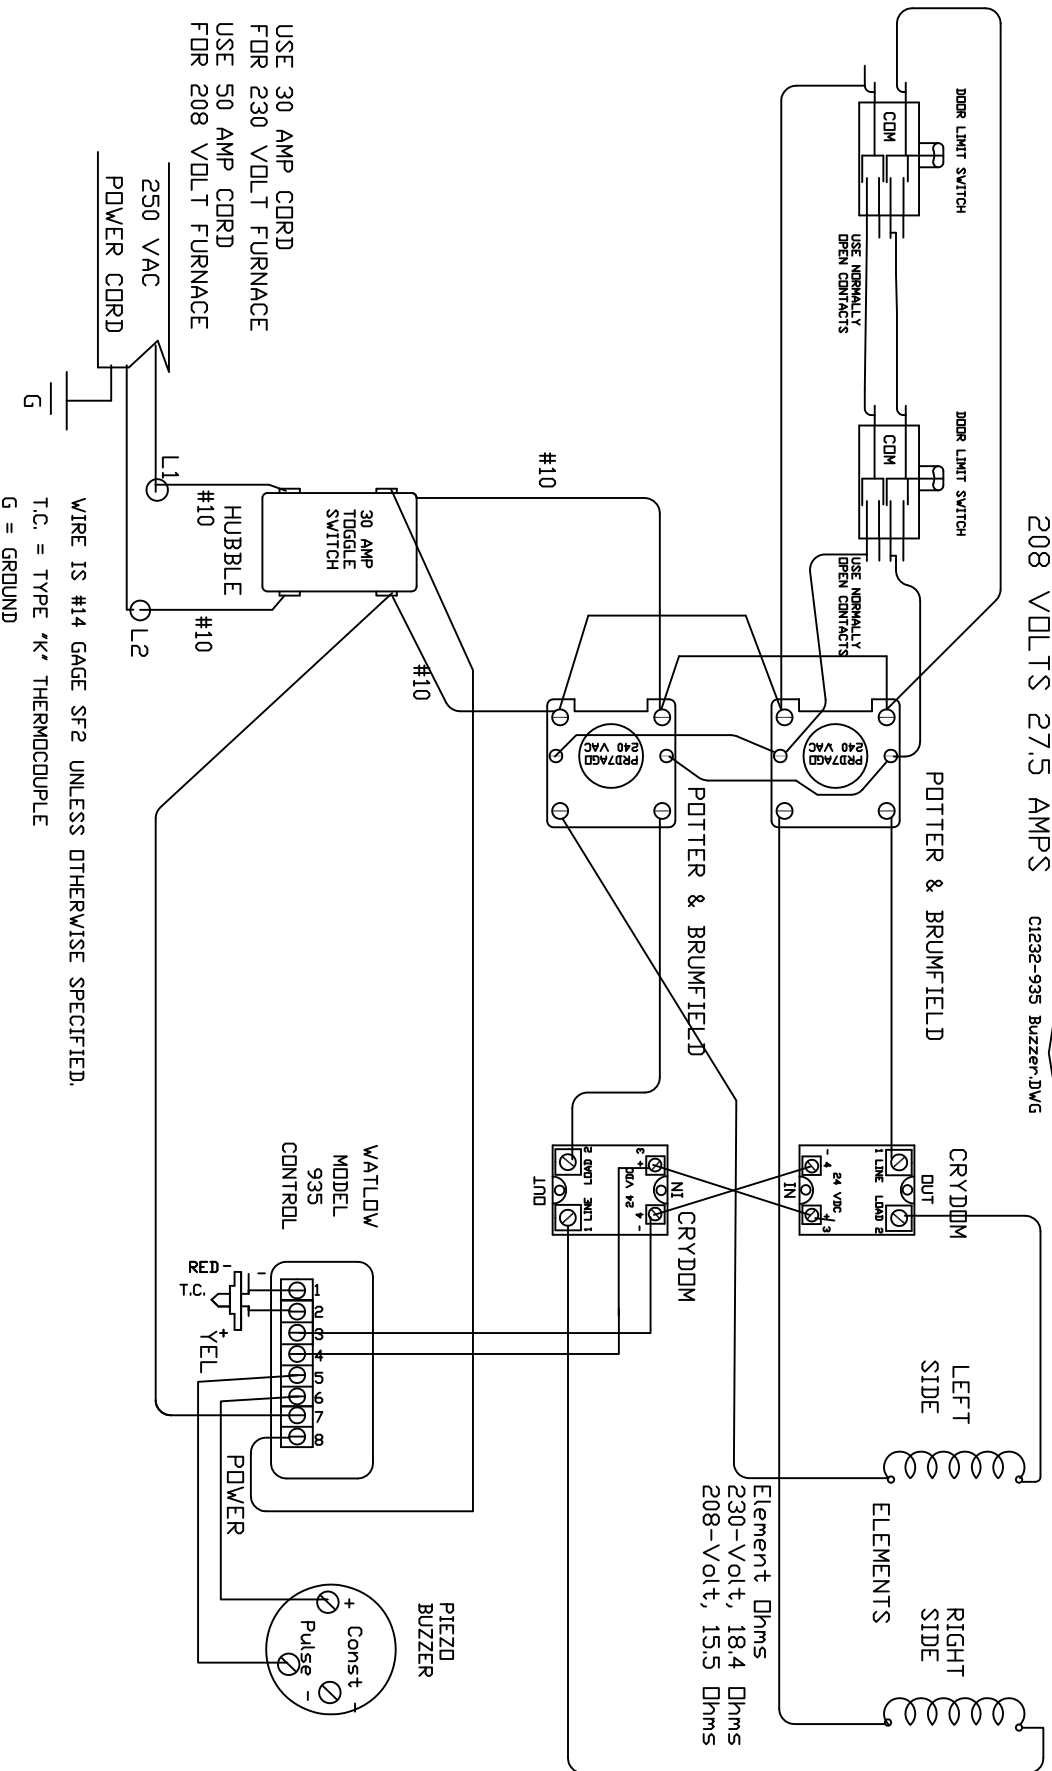 208 VOLTS 27.5 AMPS
C1232-935 Buzzer.DWG
DOOR LIMIT SWITCH
COM
USE NORMALLY
OPEN CONTACTS
DOOR LIMIT SWITCH
COM
USE NORMALLY
OPEN CONTACTS
POTTER & BRUMFIELD
PRD7AGO
240 VAC
POTTER & BRUMFIELD
PRD7AGO
240 VAC
CRYDOM
OUT
1 LINE LOAD 2
24 VDC
- 4
+ 3
IN
CRYDOM
IN
3 +
24 VDC
4 -
LOAD 2
LINE 1
OUT
LEFT
SIDE
ELEMENTS
RIGHT
SIDE
Element Ohms
230-Volt, 18.4 Ohms
208-Volt, 15.5 Ohms
#10
#10
30 AMP
TOGGLE
SWITCH
HUBBLE
#10
#10
L1
L2
USE 30 AMP CORD
FOR 230 VOLT FURNACE
USE 50 AMP CORD
FOR 208 VOLT FURNACE
250 VAC
POWER CORD
G
WATLOW
MODEL
935
CONTROL
1
2
3
4
5
6
7
8
RED -
-
T.C.
+
YEL
POWER
PIEZO
BUZZER
+
Const -
Pulse -
WIRE IS #14 GAGE SF2 UNLESS OTHERWISE SPECIFIED.
T.C. = TYPE "K" THERMOCOUPLE
G = GROUND